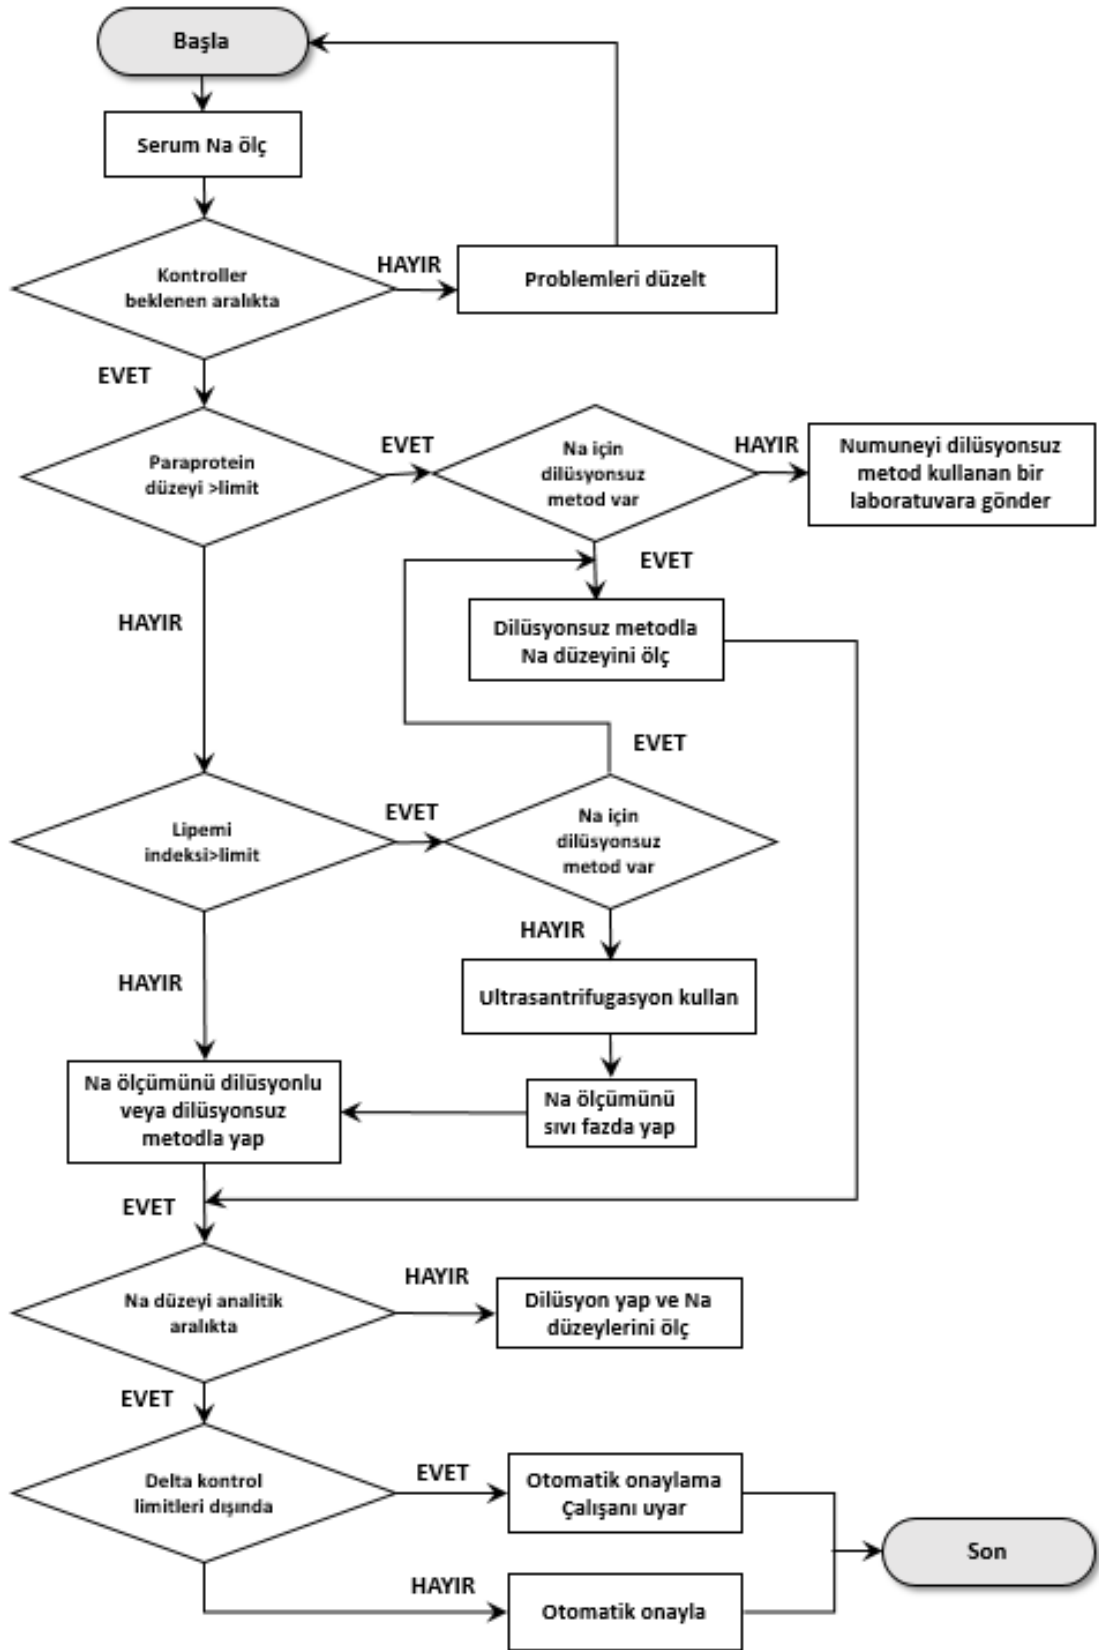 Başla
Serum Na ölç
Kontroller
beklenen aralıkta
HAYIR
Problemleri düzelt
EVET
Paraprotein
düzeyi >limit
EVET
Na için
dilüsyonsuz
metod var
HAYIR
Numuneyi dilüsyonsuz
metod kullanan bir
laboratuvara gönder
EVET
HAYIR
Dilüsyonsuz metodla
Na düzeyini ölç
EVET
Lipemi
indeksi>limit
EVET
Na için
dilüsyonsuz
metod var
HAYIR
HAYIR
Ultrasantrifugasyon kullan
Na ölçümünü dilüsyonlu
veya dilüsyonsuz
metodla yap
Na ölçümünü
sıvı fazda yap
EVET
Na düzeyi analitik
aralıkta
HAYIR
Dilüsyon yap ve Na
düzeylerini ölç
EVET
Delta kontrol
limitleri dışında
EVET
Otomatik onaylama
Çalışanı uyar
Son
HAYIR
Otomatik onayla